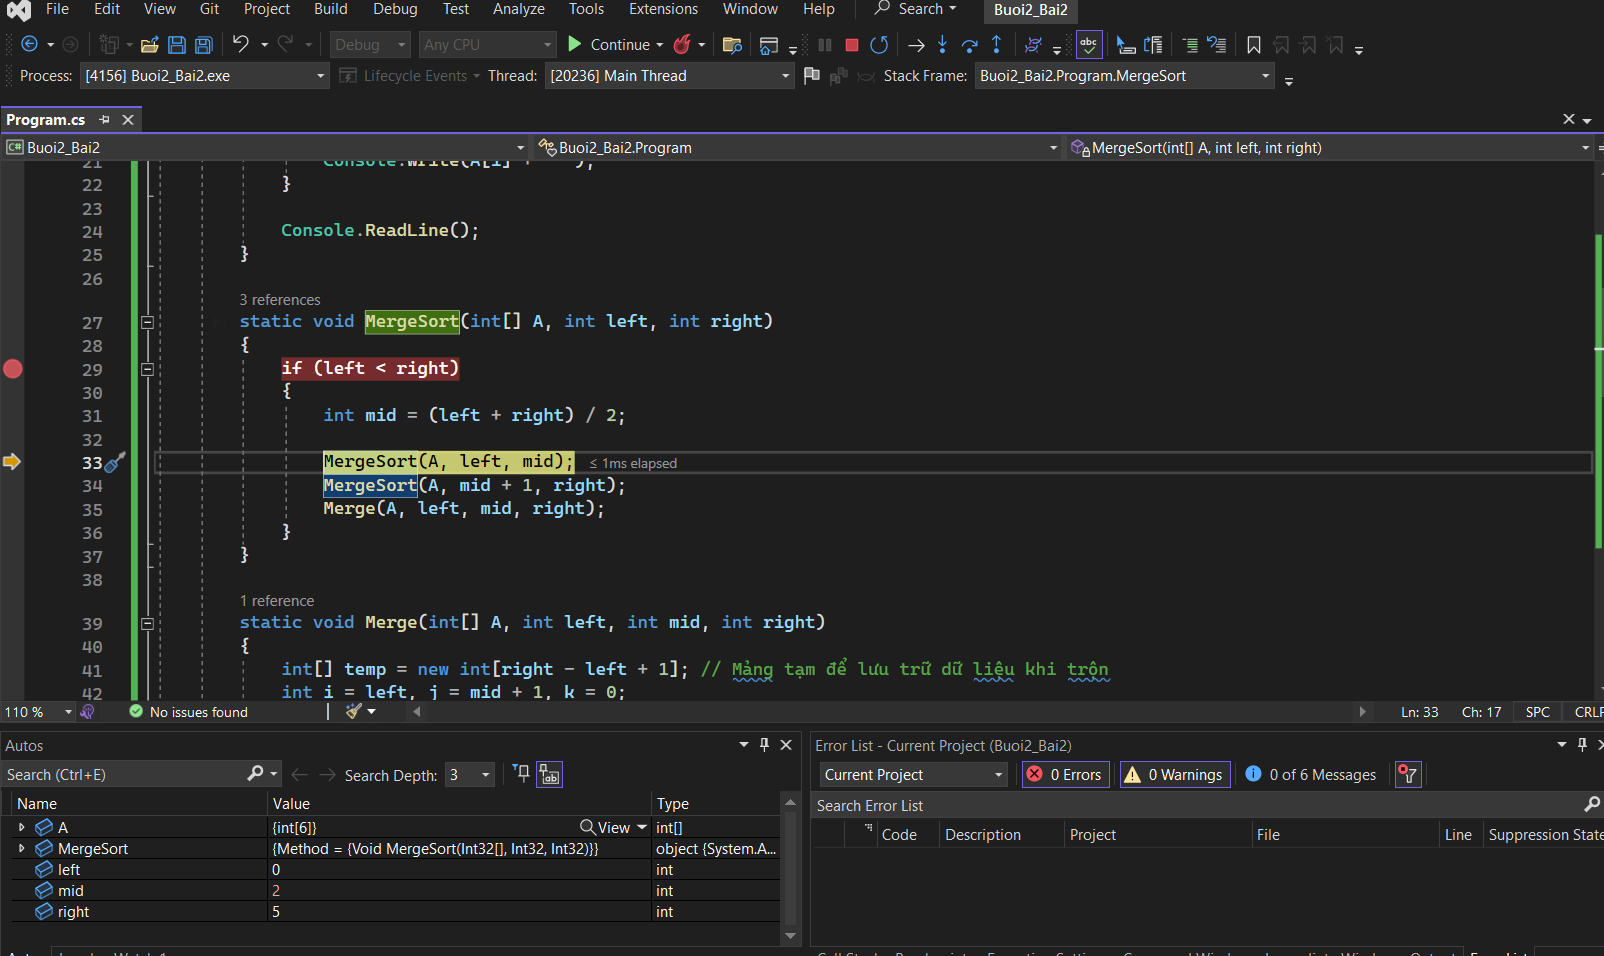 File Edit View Git Project Build Debug Test Analyze Tools Extensions Window Help Search Buoi2_Bai2
Debug Any CPU Continue abc
Process: [4156] Buoi2_Bai2.exe Lifecycle Events Thread: [20236] Main Thread Stack Frame: Buoi2_Bai2.Program.MergeSort
Program.cs
C# Buoi2_Bai2 Buoi2_Bai2.Program MergeSort(int[] A, int left, int right)
21
22 }
23
24 Console.ReadLine();
25 }
26
3 references
27 static void MergeSort(int[] A, int left, int right)
28 {
29 if (left < right)
30 {
31 int mid = (left + right) / 2;
32
33 MergeSort(A, left, mid); ≤ 1ms elapsed
34 MergeSort(A, mid + 1, right);
35 Merge(A, left, mid, right);
36 }
37 }
38
1 reference
39 static void Merge(int[] A, int left, int mid, int right)
40 {
41 int[] temp = new int[right - left + 1]; // Mảng tạm để lưu trữ dữ liệu khi trộn
42 int i = left, j = mid + 1, k = 0;
110 % No issues found Ln: 33 Ch: 17 SPC CRLF
Autos
Search (Ctrl+E) Search Depth: 3
Name Value Type
A {int[6]} View int[]
MergeSort {Method = {Void MergeSort(Int32[], Int32, Int32)}} object {System.A...
left 0 int
mid 2 int
right 5 int
Error List - Current Project (Buoi2_Bai2)
Current Project 0 Errors 0 Warnings 0 of 6 Messages
Search Error List
Code Description Project File Line Suppression State